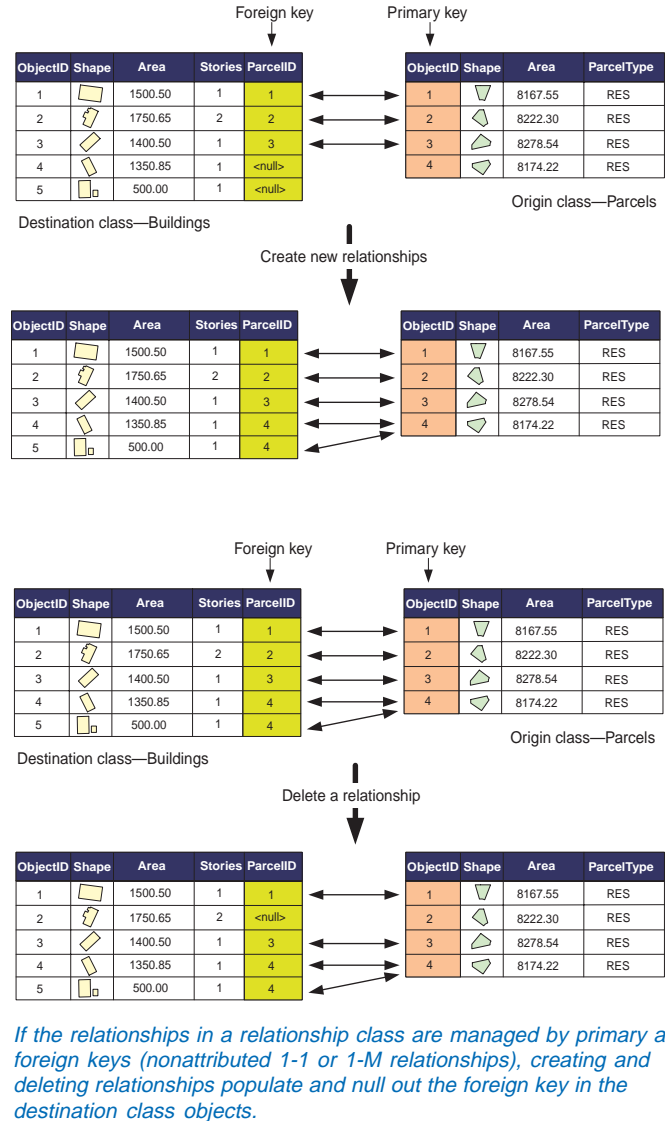 Foreign key Primary key
ObjectID Shape Area Stories ParcelID ObjectID Shape Area ParcelType
1 1500.50 1 1 1 8167.55 RES
2 1750.65 2 2 2 8222.30 RES
3 1400.50 1 3 3 8278.54 RES
4 1350.85 1 <null> 4 8174.22 RES
5 500.00 1 <null>
Origin class—Parcels
Destination class—Buildings
Create new relationships
ObjectID Shape Area Stories ParcelID ObjectID Shape Area ParcelType
1 1500.50 1 1 1 8167.55 RES
2 1750.65 2 2 2 8222.30 RES
3 1400.50 1 3 3 8278.54 RES
4 1350.85 1 4 4 8174.22 RES
5 500.00 1 4
Foreign key Primary key
ObjectID Shape Area Stories ParcelID ObjectID Shape Area ParcelType
1 1500.50 1 1 1 8167.55 RES
2 1750.65 2 2 2 8222.30 RES
3 1400.50 1 3 3 8278.54 RES
4 1350.85 1 4 4 8174.22 RES
5 500.00 1 4
Origin class—Parcels
Destination class—Buildings
Delete a relationship
ObjectID Shape Area Stories ParcelID ObjectID Shape Area ParcelType
1 1500.50 1 1 1 8167.55 RES
2 1750.65 2 <null> 2 8222.30 RES
3 1400.50 1 3 3 8278.54 RES
4 1350.85 1 4 4 8174.22 RES
5 500.00 1 4
If the relationships in a relationship class are managed by primary a
foreign keys (nonattributed 1-1 or 1-M relationships), creating and
deleting relationships populate and null out the foreign key in the
destination class objects.